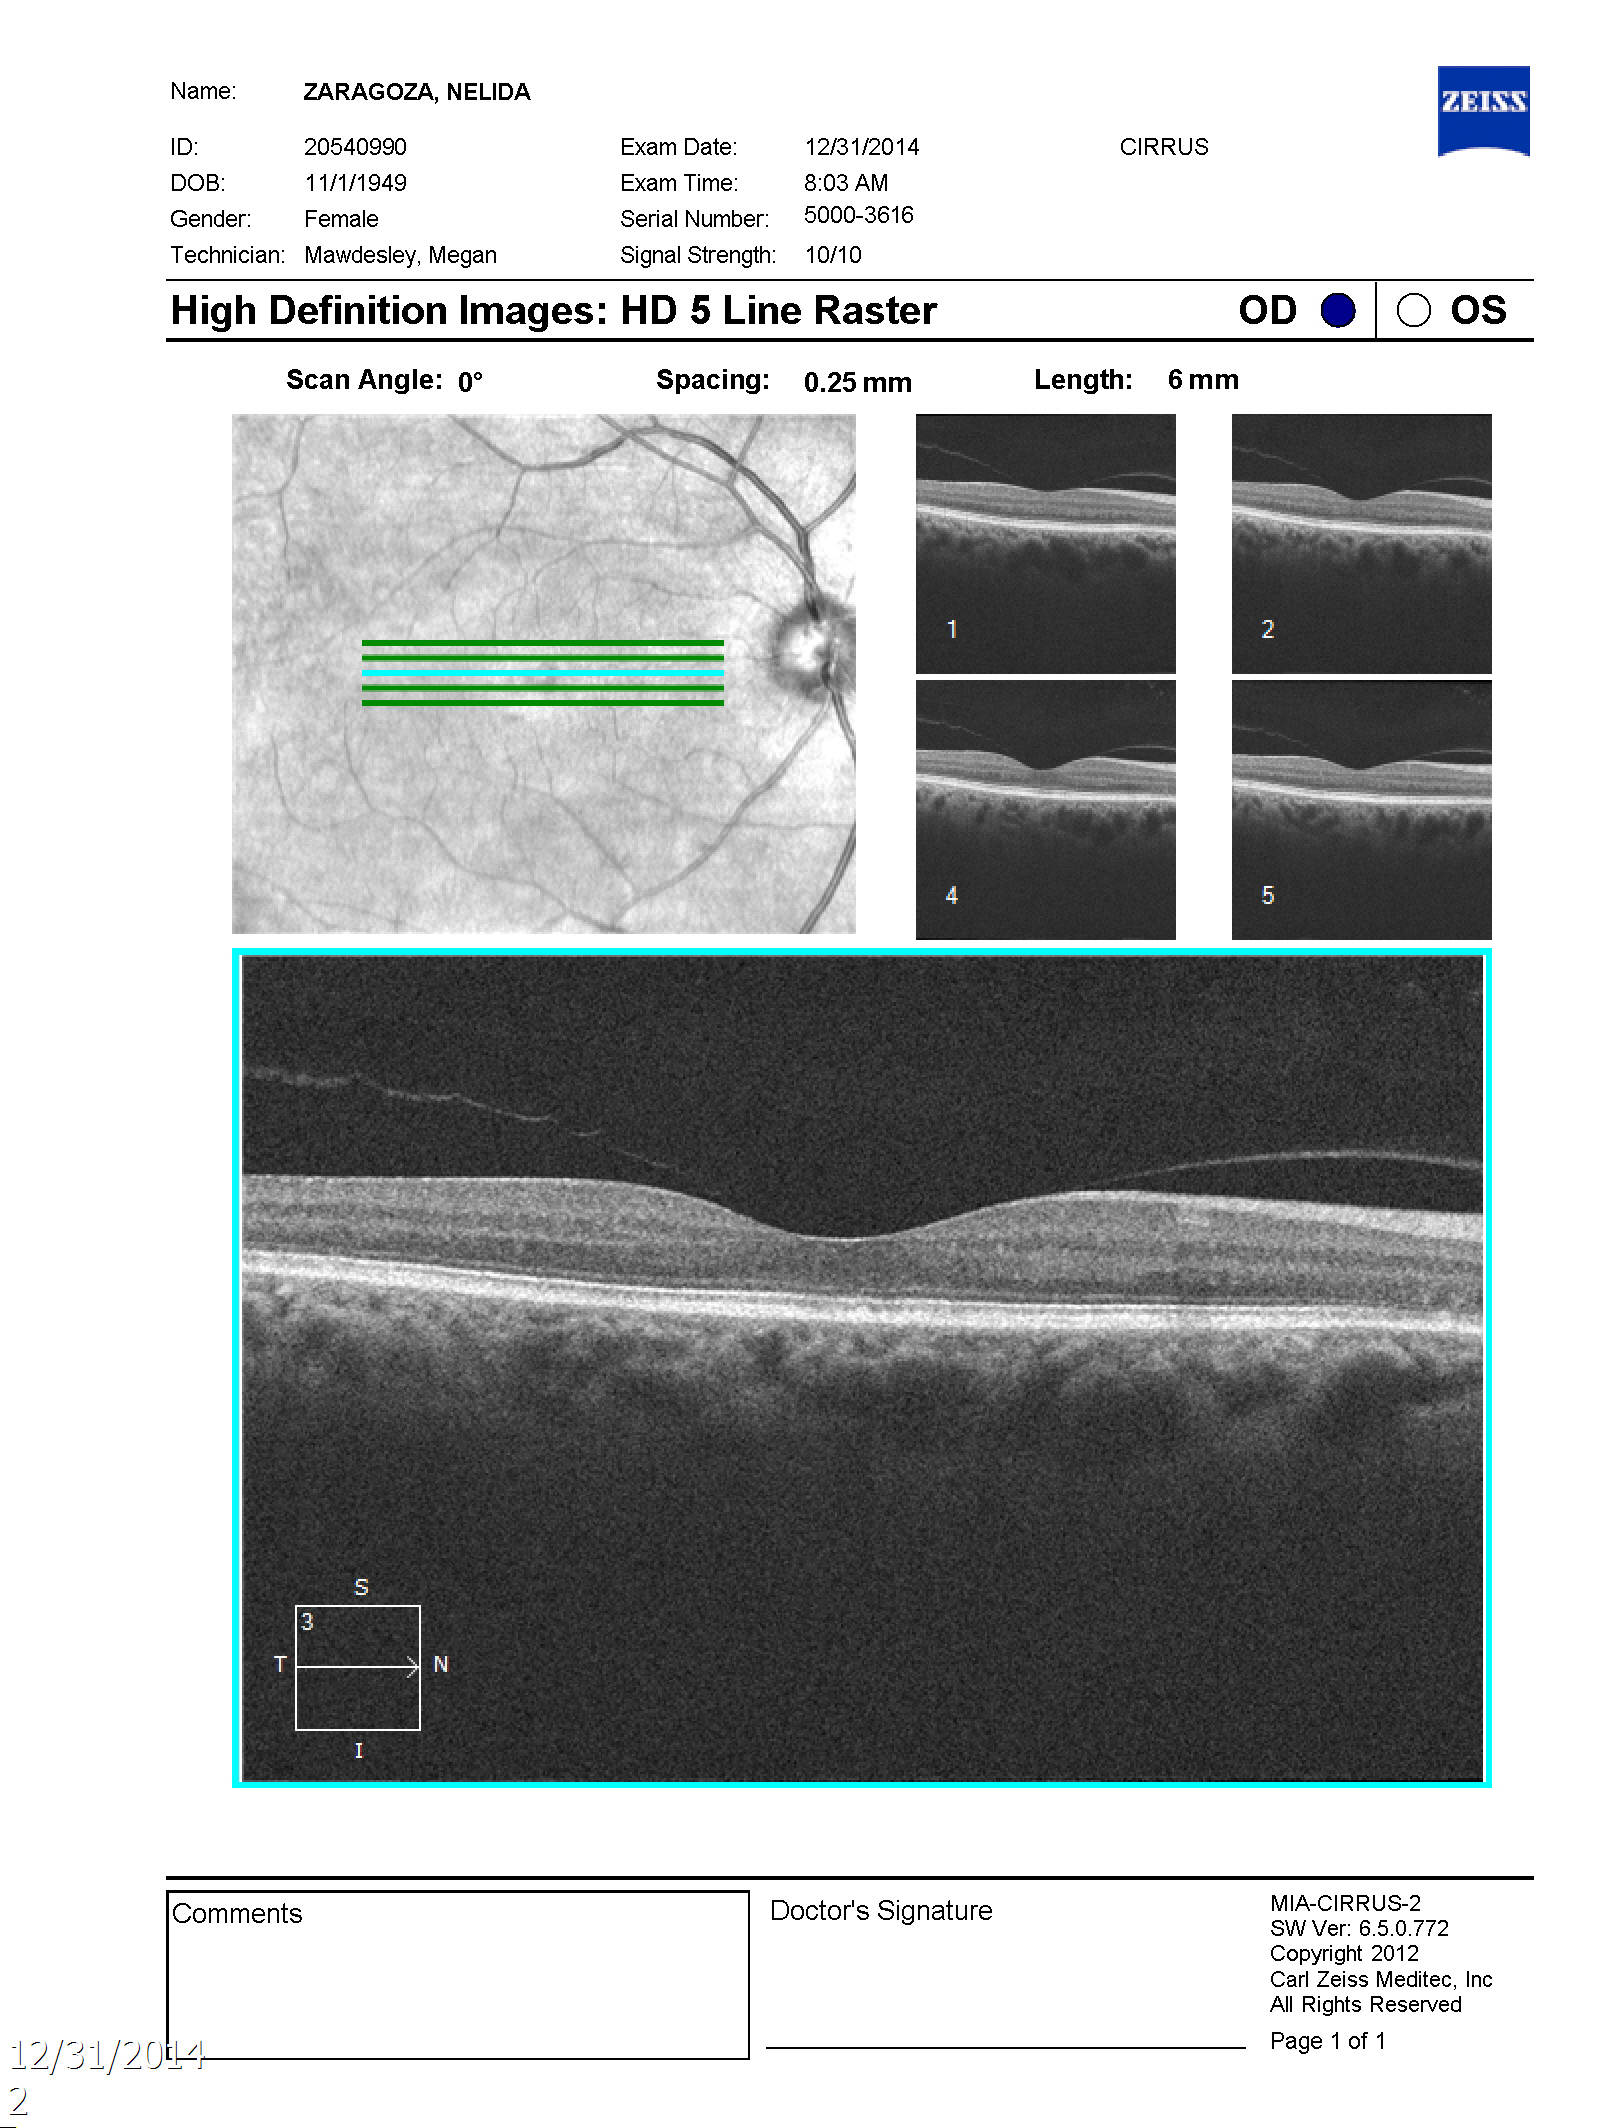 Name: ZARAGOZA, NELIDA
ZEISS
ID: 20540990 Exam Date: 12/31/2014 CIRRUS
DOB: 11/1/1949 Exam Time: 8:03 AM
Gender: Female Serial Number: 5000-3616
Technician: Mawdesley, Megan Signal Strength: 10/10
High Definition Images: HD 5 Line Raster OD OS
Scan Angle: 0° Spacing: 0.25 mm Length: 6 mm
1 2
4 5
S
3
T N
I
Comments
Doctor's Signature
MIA-CIRRUS-2
SW Ver: 6.5.0.772
Copyright 2012
Carl Zeiss Meditec, Inc
All Rights Reserved
Page 1 of 1
12/31/2014
2